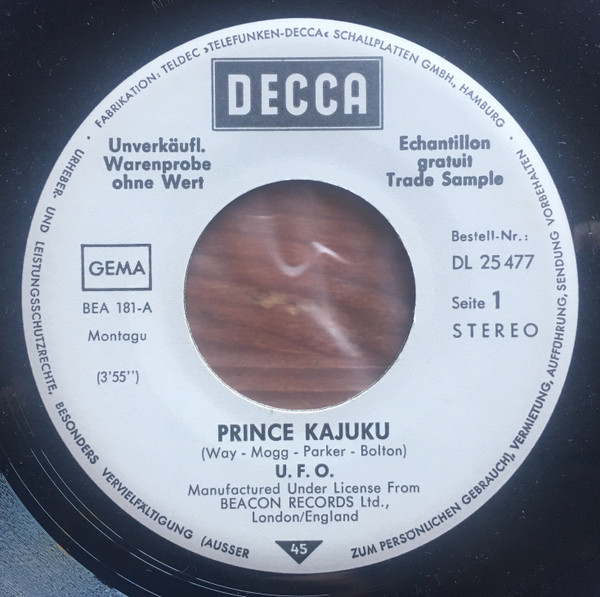 · FABRIKATION: TELDEC »TELEFUNKEN-DECCA« SCHALLPLATTEN GMBH., HAMBURG ·
DECCA
Unverkäufl.
Warenprobe
ohne Wert
Echantillon
gratuit
Trade Sample
GEMA
BEA 181-A
Montagu
(3'55'')
Bestell-Nr.:
DL 25 477
Seite 1
STEREO
PRINCE KAJUKU
(Way - Mogg - Parker - Bolton)
U. F. O.
Manufactured Under License From
BEACON RECORDS Ltd.,
London/England
45
URHEBER- UND LEISTUNGSSCHUTZRECHTE, BESONDERS VERVIELFÄLTIGUNG (AUSSER ZUM PERSÖNLICHEN GEBRAUCH), VERMIETUNG, AUFFÜHRUNG, SENDUNG VORBEHALTEN